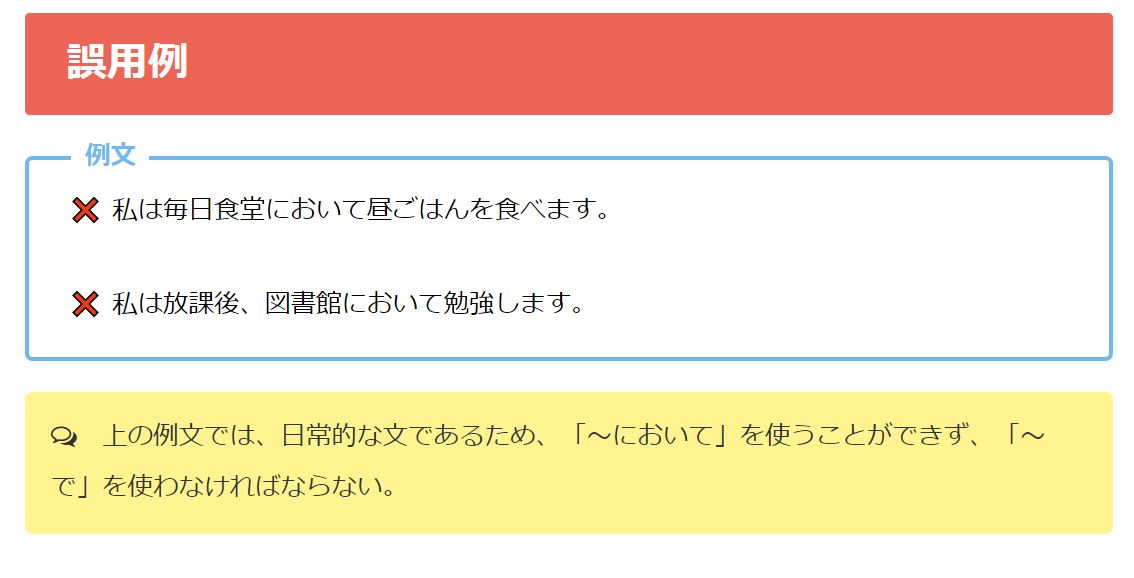 誤用例
例文
❌ 私は毎日食堂において昼ごはんを食べます。
❌ 私は放課後、図書館において勉強します。
上の例文では、日常的な文であるため、「〜において」を使うことができず、「〜
で」を使わなければならない。